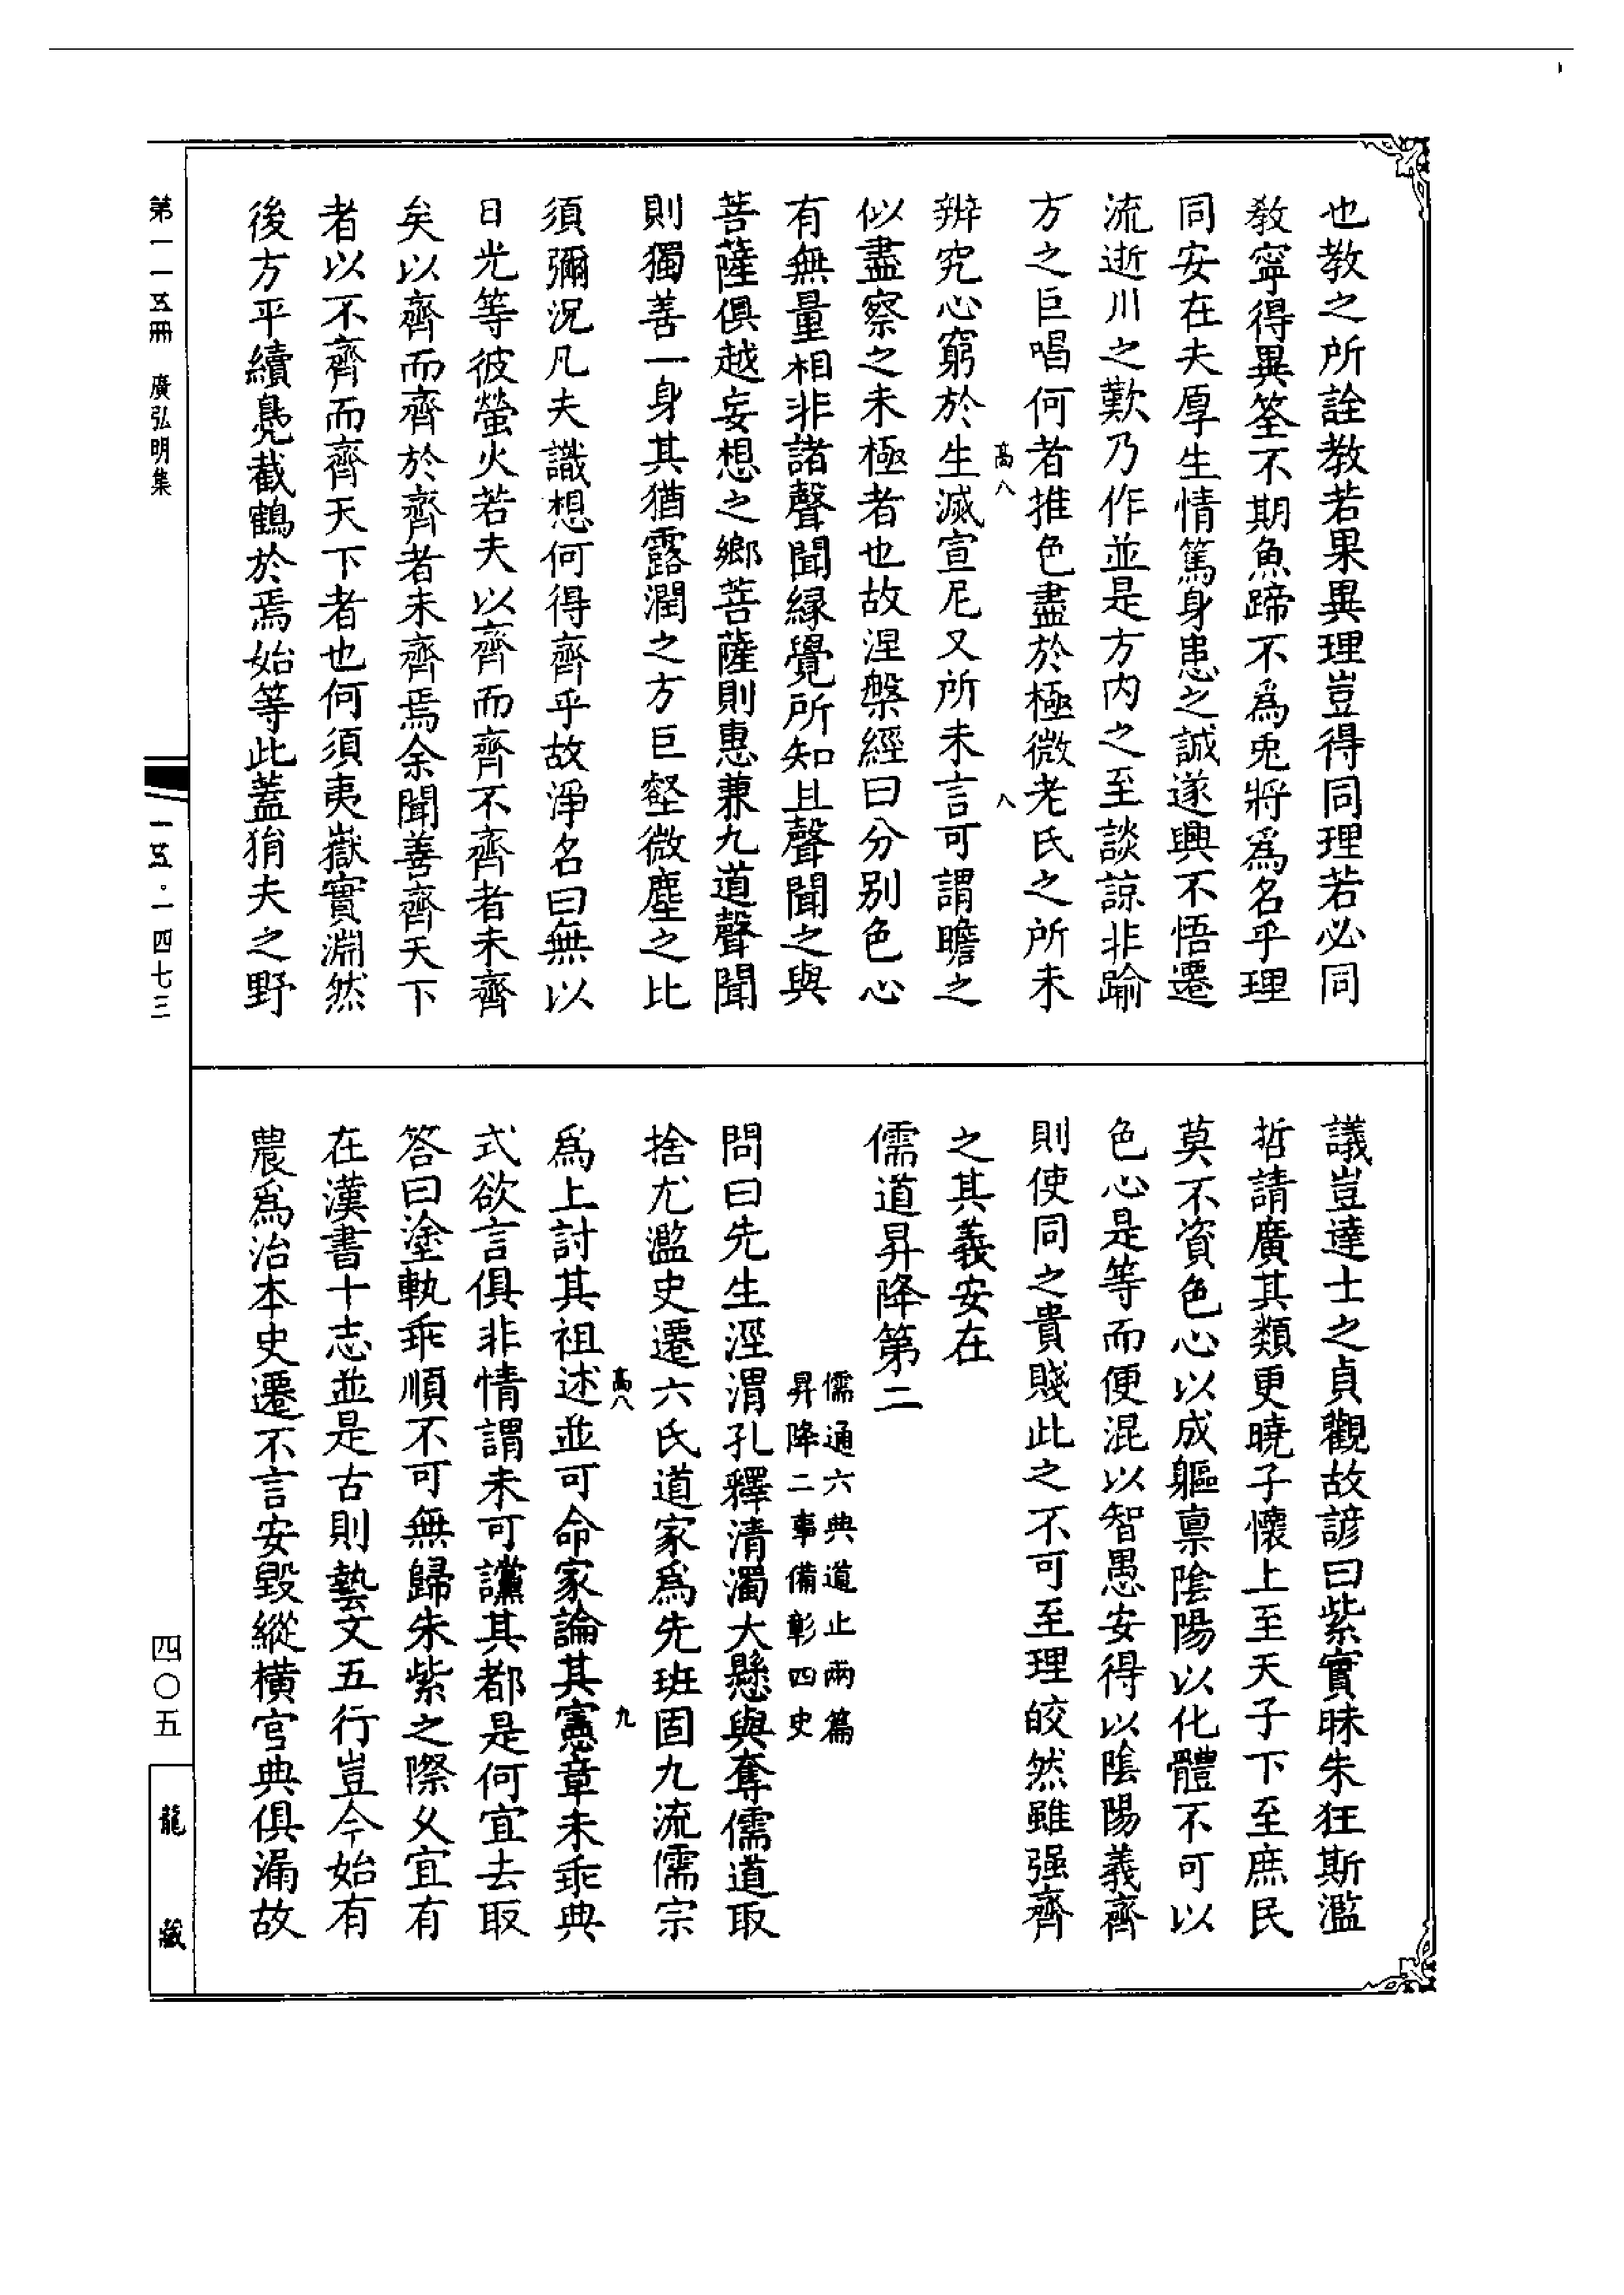 也教之所詮教若果異理豈得同理若必同
教寧得異筌不期魚蹄不爲兎將爲名乎理
同安在夫厚生情篤身患之誠遂興不悟遷
流逝川之歎乃作並是方内之至談諒非踰
方之巨唱何者推色盡於極微老氏之所未
高八
八
辯究心窮於生滅宣尼又所未言可謂瞻之
似盡察之未極者也故涅槃經曰分别色心
有無量相非諸聲聞縁覺所知且聲聞之與
菩薩俱越妄想之鄉菩薩則惠兼九道聲聞
則獨善一身其猶露潤之方巨壑微塵之比
須彌況凡夫識想何得齊乎故淨名曰無以
日光等彼螢火若夫以齊而齊不齊者未齊
矣以齊而齊於齊者未齊焉余聞善齊天下
者以不齊而齊天下者也何須夷嶽實淵然
後方平續鳧截鶴於焉始等此蓋狷夫之野
議豈達士之貞觀故諺曰紫實昧朱狂斯濫
哲請廣其類更曉子懷上至天子下至庶民
莫不資色心以成軀禀陰陽以化體不可以
色心是等而便混以智愚安得以陰陽義齊
則使同之貴賤此之不可至理皎然雖强齊
之其義安在
儒道昇降第二
儒通六典道止兩篇
昇降二事備彰四史
問曰先生涇渭孔釋清濁大懸與奪儒道取
捨尤濫史遷六氏道家爲先班固九流儒宗
高八
九
爲上討其祖述並可命家論其憲章未乖典
式欲言俱非情謂未可讜其都是何宜去取
答曰塗軌乖順不可無歸朱紫之際乂宜有
在漢書十志並是古則藝文五行豈今始有
農爲治本史遷不言安毀縱横官典俱漏故
第一一五冊　廣弘明集
一五。一四七三
四〇五
龍藏